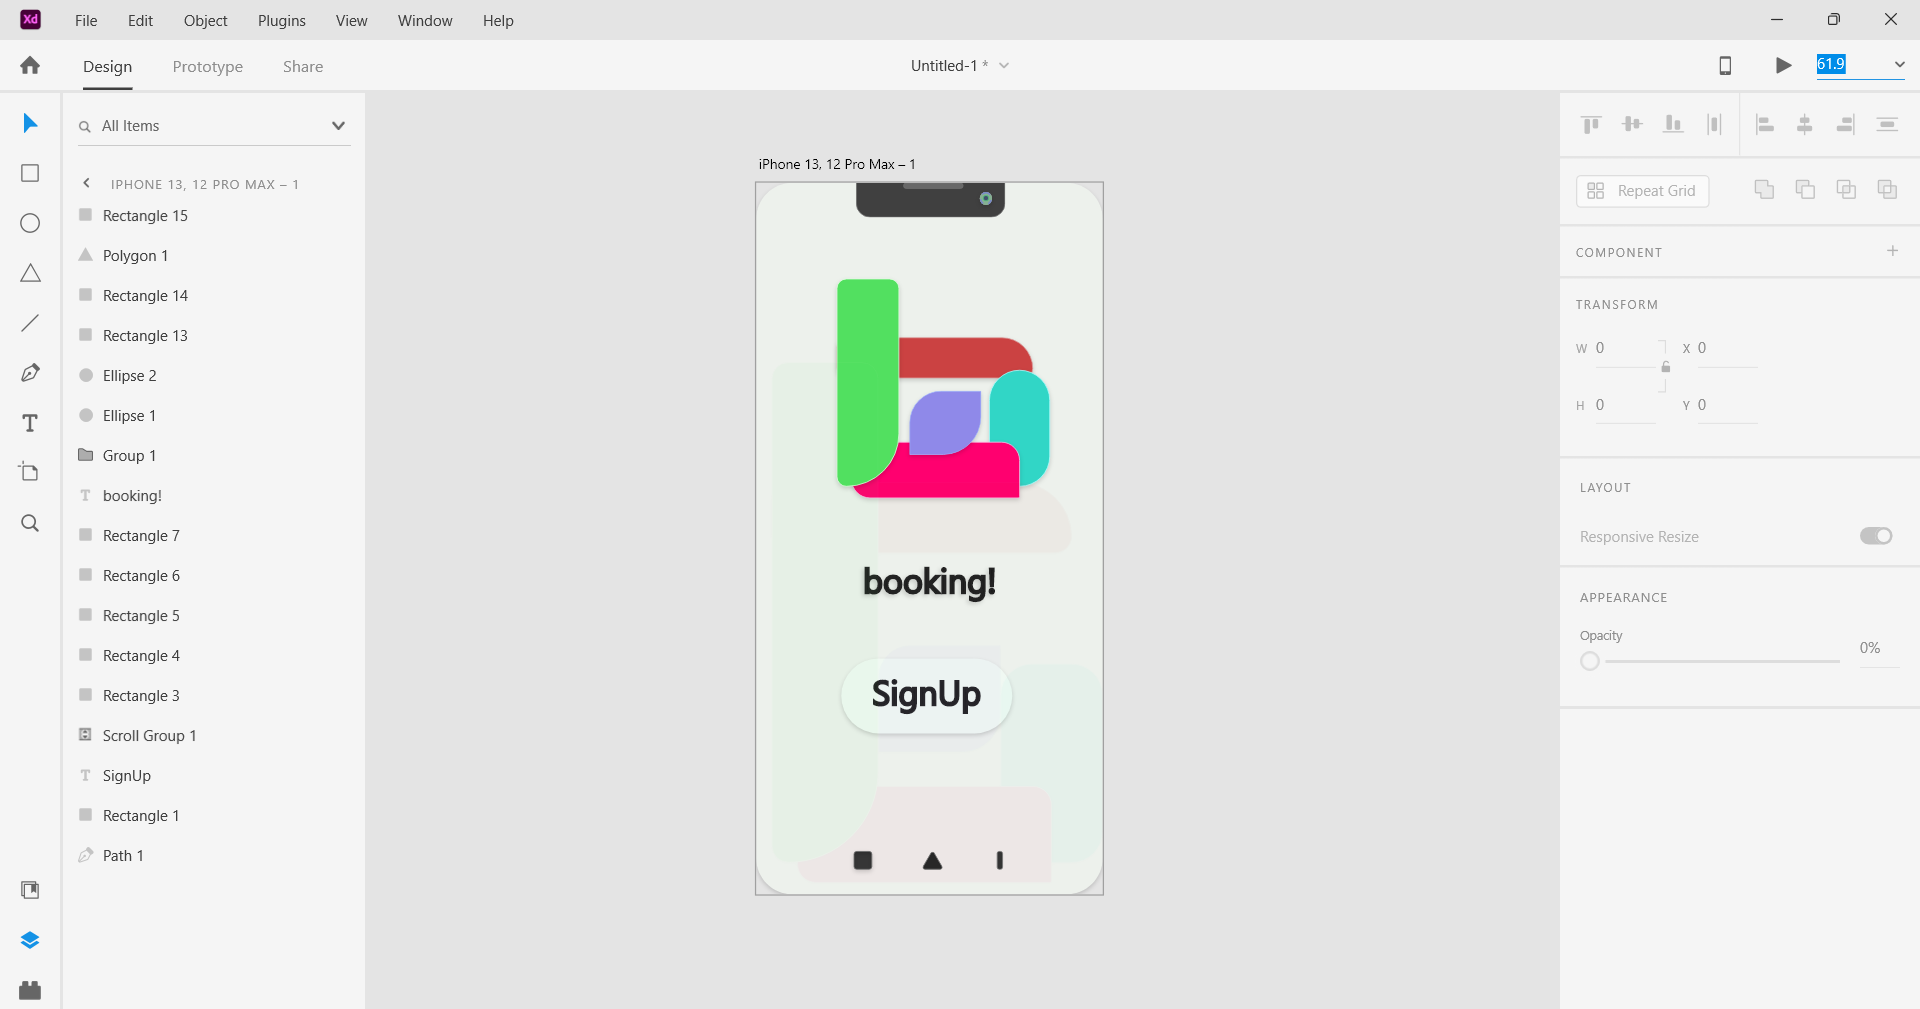 Xd File Edit Object Plugins View Window Help
Design Prototype Share Untitled-1 * 61.9
All Items
IPHONE 13, 12 PRO MAX – 1
Rectangle 15
Polygon 1
Rectangle 14
Rectangle 13
Ellipse 2
Ellipse 1
Group 1
booking!
Rectangle 7
Rectangle 6
Rectangle 5
Rectangle 4
Rectangle 3
Scroll Group 1
SignUp
Rectangle 1
Path 1
iPhone 13, 12 Pro Max – 1
booking!
SignUp
Repeat Grid
COMPONENT
TRANSFORM
W 0 X 0
H 0 Y 0
LAYOUT
Responsive Resize
APPEARANCE
Opacity
0%